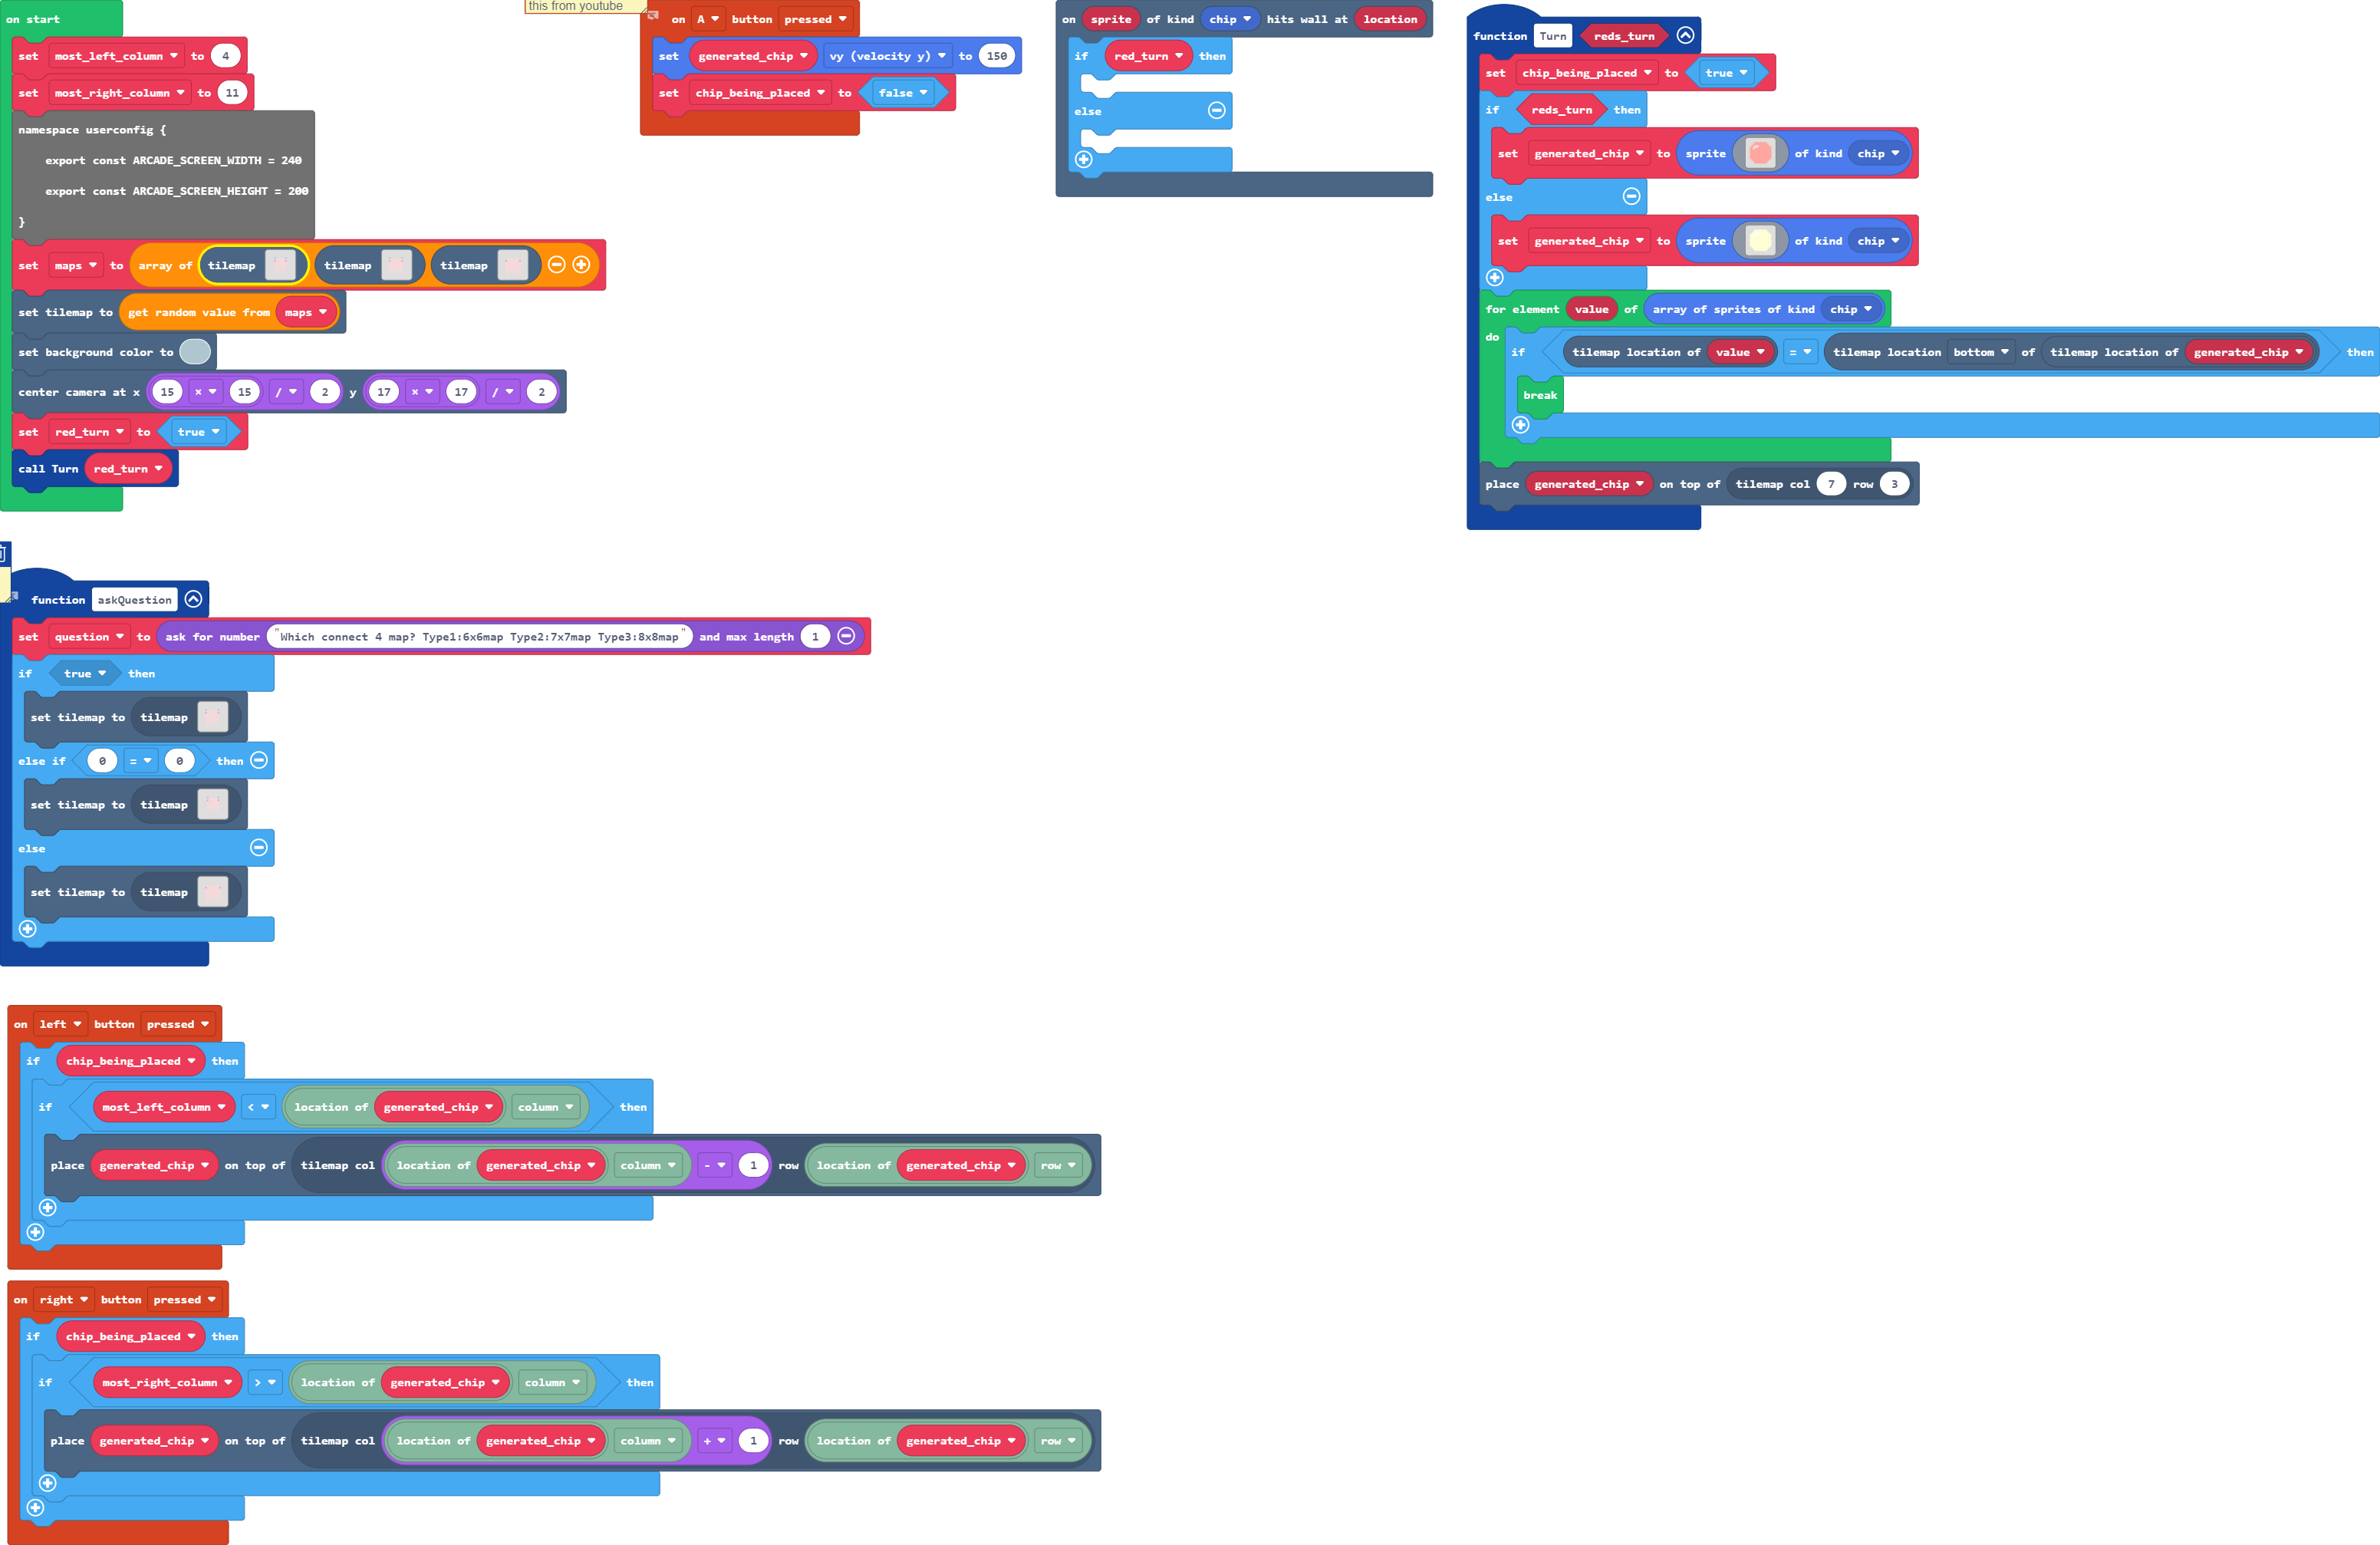 this from youtube
on start
set most_left_column to 4
set most_right_column to 11
namespace userconfig {
export const ARCADE_SCREEN_WIDTH = 240
export const ARCADE_SCREEN_HEIGHT = 200
}
set maps to array of tilemap tilemap tilemap
set tilemap to get random value from maps
set background color to
center camera at x 15 × 15 / 2 y 17 × 17 / 2
set red_turn to true
call Turn red_turn
on A button pressed
set generated_chip vy (velocity y) to 150
set chip_being_placed to false
on sprite of kind chip hits wall at location
if red_turn then
else
function Turn reds_turn
set chip_being_placed to true
if reds_turn then
set generated_chip to sprite of kind chip
else
set generated_chip to sprite of kind chip
for element value of array of sprites of kind chip
do
if tilemap location of value = tilemap location bottom of tilemap location of generated_chip then
break
place generated_chip on top of tilemap col 7 row 3
function askQuestion
set question to ask for number "Which connect 4 map? Type1:6x6map Type2:7x7map Type3:8x8map" and max length 1
if true then
set tilemap to tilemap
else if 0 = 0 then
set tilemap to tilemap
else
set tilemap to tilemap
on left button pressed
if chip_being_placed then
if most_left_column < location of generated_chip column then
place generated_chip on top of tilemap col location of generated_chip column - 1 row location of generated_chip row
on right button pressed
if chip_being_placed then
if most_right_column > location of generated_chip column then
place generated_chip on top of tilemap col location of generated_chip column + 1 row location of generated_chip row